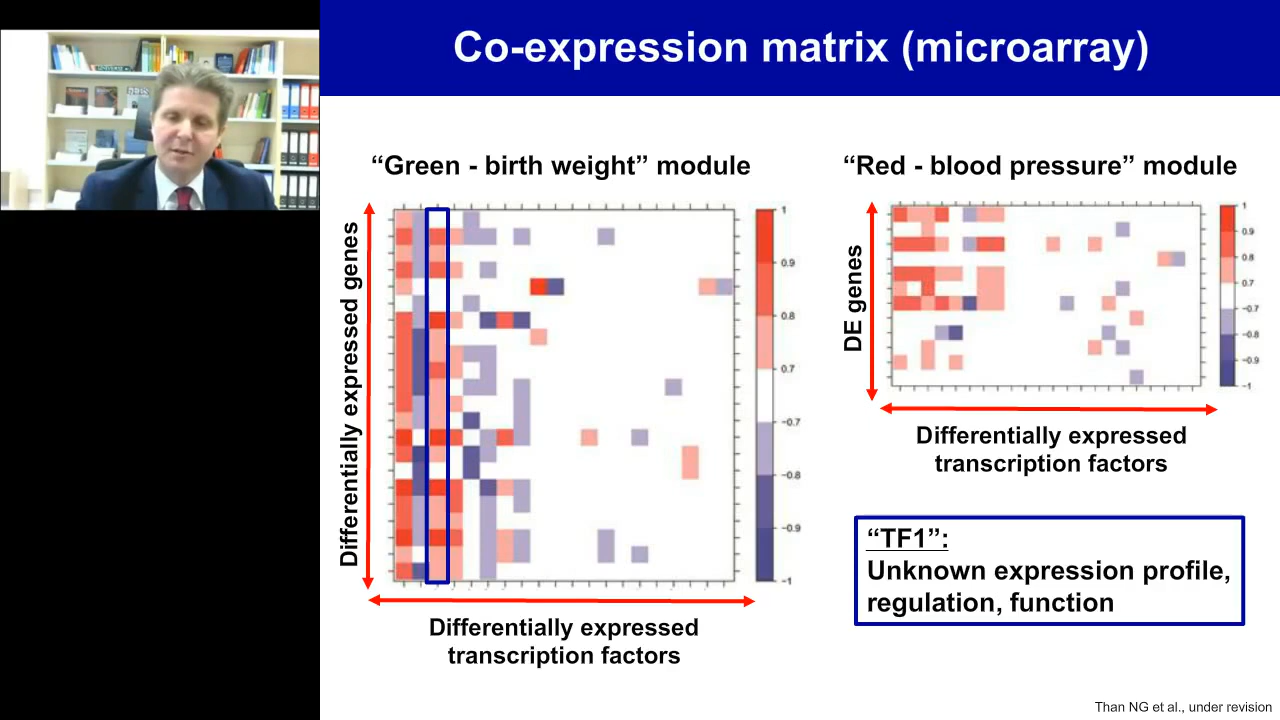 Co-expression matrix (microarray)
“Green - birth weight” module
“Red - blood pressure” module
Differentially expressed genes
1
0.9
0.8
0.7
−0.7
−0.8
−0.9
−1
Differentially expressed
transcription factors
DE genes
1
0.9
0.8
0.7
−0.7
−0.8
−0.9
−1
Differentially expressed
transcription factors
“TF1”:
Unknown expression profile,
regulation, function
Than NG et al., under revision